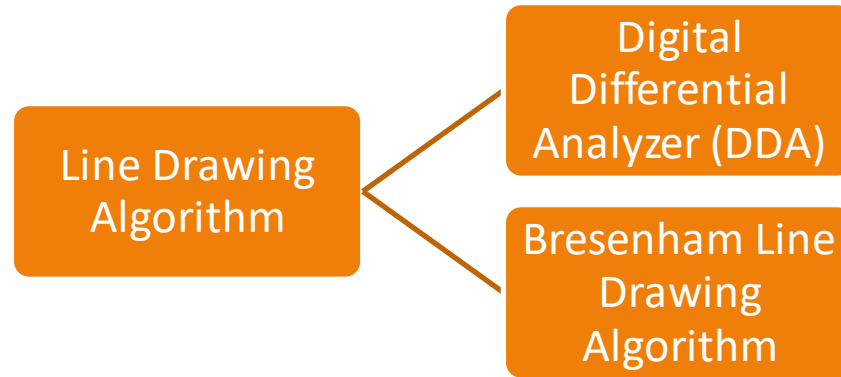 Line Drawing
Algorithm
Digital
Differential
Analyzer (DDA)
Bresenham Line
Drawing
Algorithm